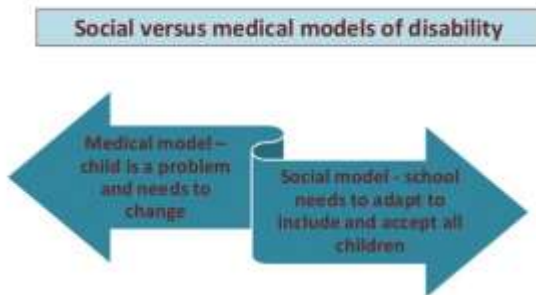 Social versus medical models of disability
Medical model –
child is a problem
and needs to
change
Social model - school
needs to adapt to
include and accept all
children